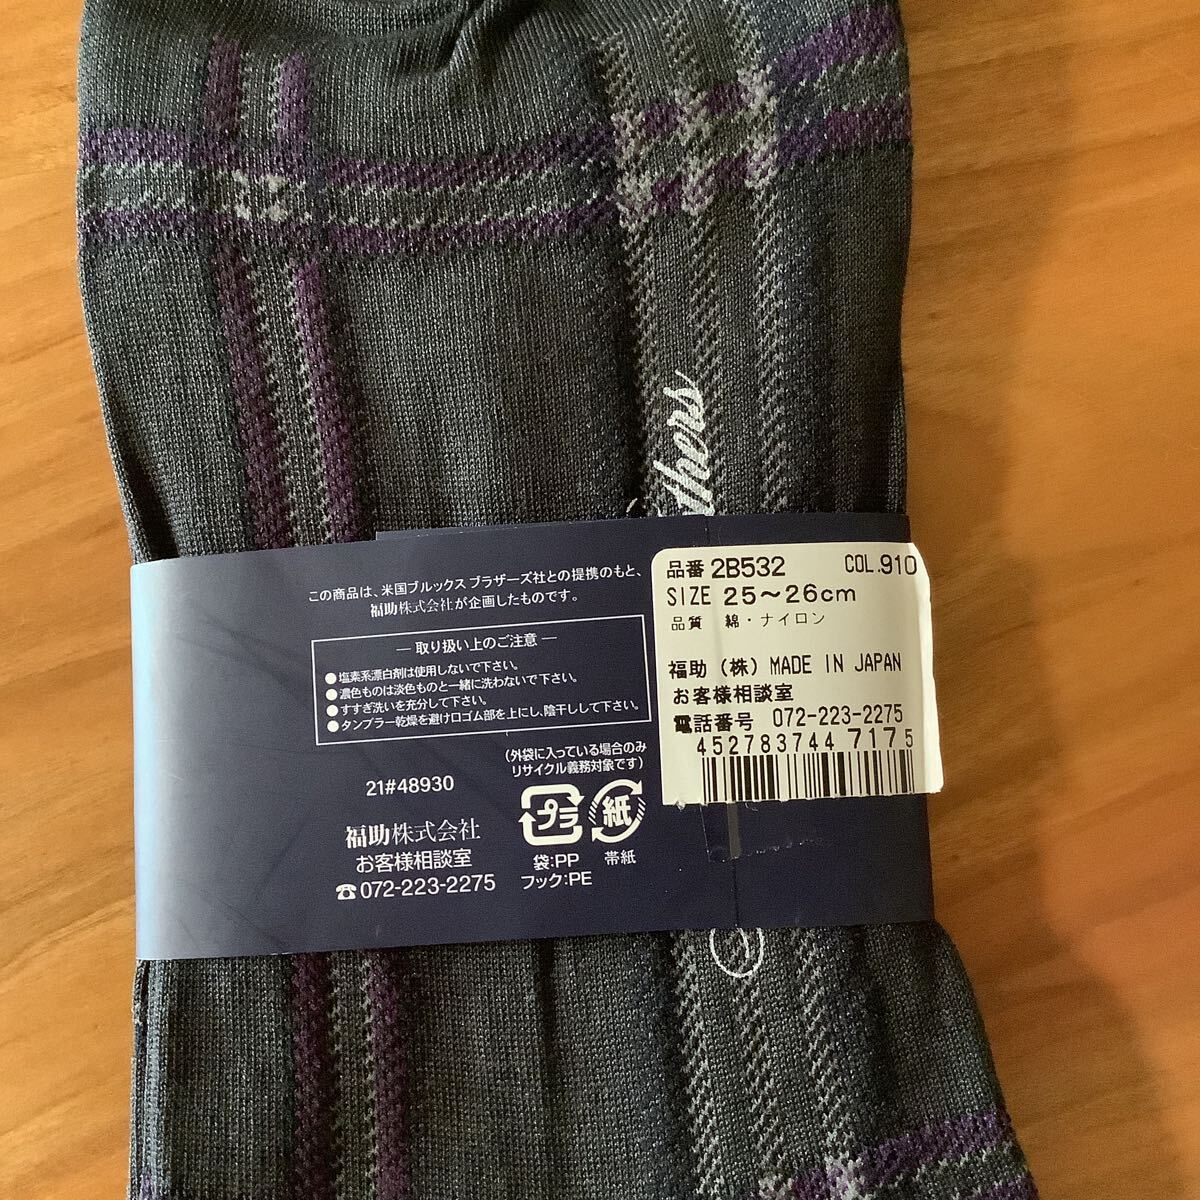 thers
この商品は、米国ブルックス ブラザーズ社との提携のもと、
福助株式会社が企画したものです。
― 取り扱い上のご注意 ―
●塩素系漂白剤は使用しないで下さい。
●濃色ものは淡色ものと一緒に洗わないで下さい。
●すすぎ洗いを充分して下さい。
●タンブラー乾燥を避け口ゴム部を上にし、陰干しして下さい。
(外袋に入っている場合のみ
リサイクル義務対象です)
プラ
紙
袋:PP
フック:PE
帯紙
21#48930
福助株式会社
お客様相談室
☎072-223-2275
品番 2B532 COL.910
SIZE 25〜26cm
品質 綿・ナイロン
福助（株）MADE IN JAPAN
お客様相談室
電話番号 072-223-2275
4527837447175